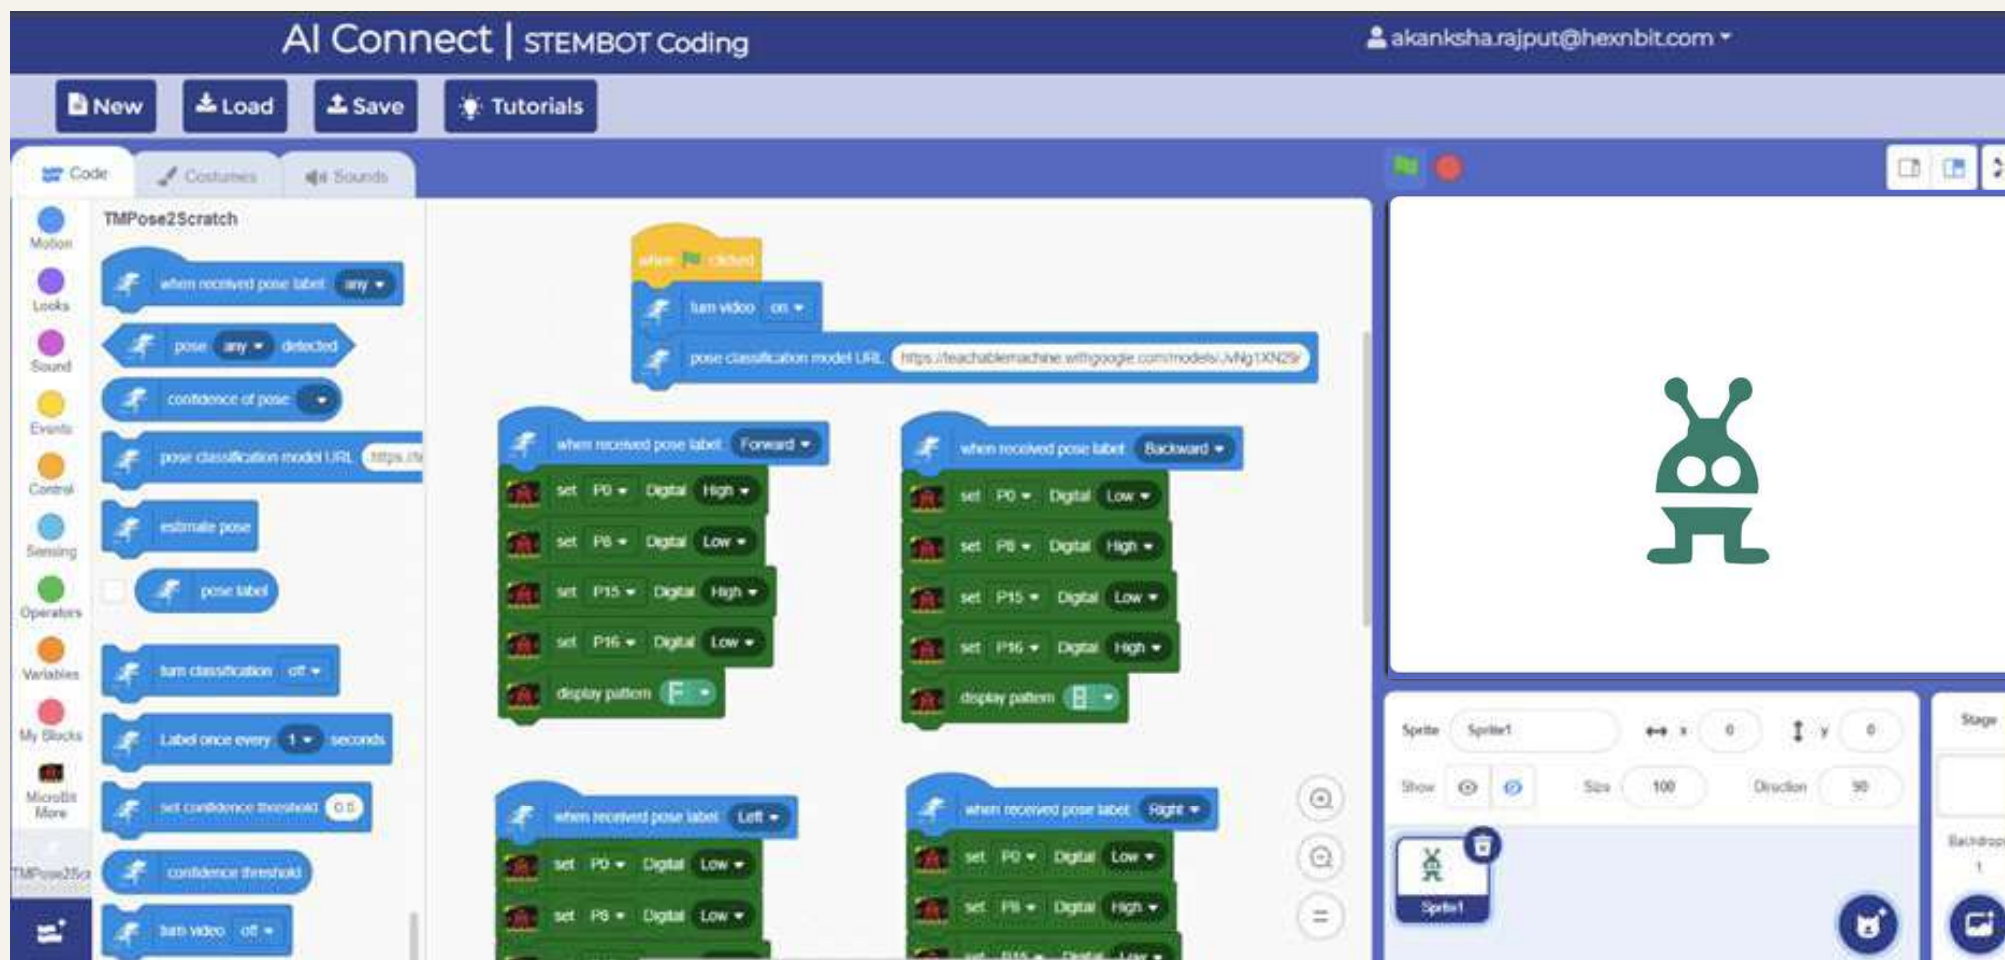 AI Connect | STEMBOT Coding
akanksha.rajput@hexnbit.com
New Load Save Tutorials
Code Costumes Sounds
Motion
Looks
Sound
Events
Control
Sensing
Operators
Variables
My Blocks
MicroBit More
TMPose2Scratch
when received pose label: any
pose any detected
confidence of pose
pose classification model URL
estimate pose
pose label
turn classification off
Label once every 1 seconds
set confidence threshold 0.5
confidence threshold
turn video off
when clicked
turn video on
pose classification model URL
when received pose label: Forward
set P0 Digital High
set P8 Digital Low
set P15 Digital High
set P16 Digital Low
display pattern
when received pose label: Backward
set P0 Digital Low
set P8 Digital High
set P15 Digital Low
set P16 Digital High
display pattern
when received pose label: Left
set P0 Digital Low
set P8 Digital Low
when received pose label: Right
set P0 Digital Low
set P8 Digital High
set P15 Digital Low
Sprite Sprite1 x 0 y 0
Show Size 100 Direction 90
Sprite1
Stage
1